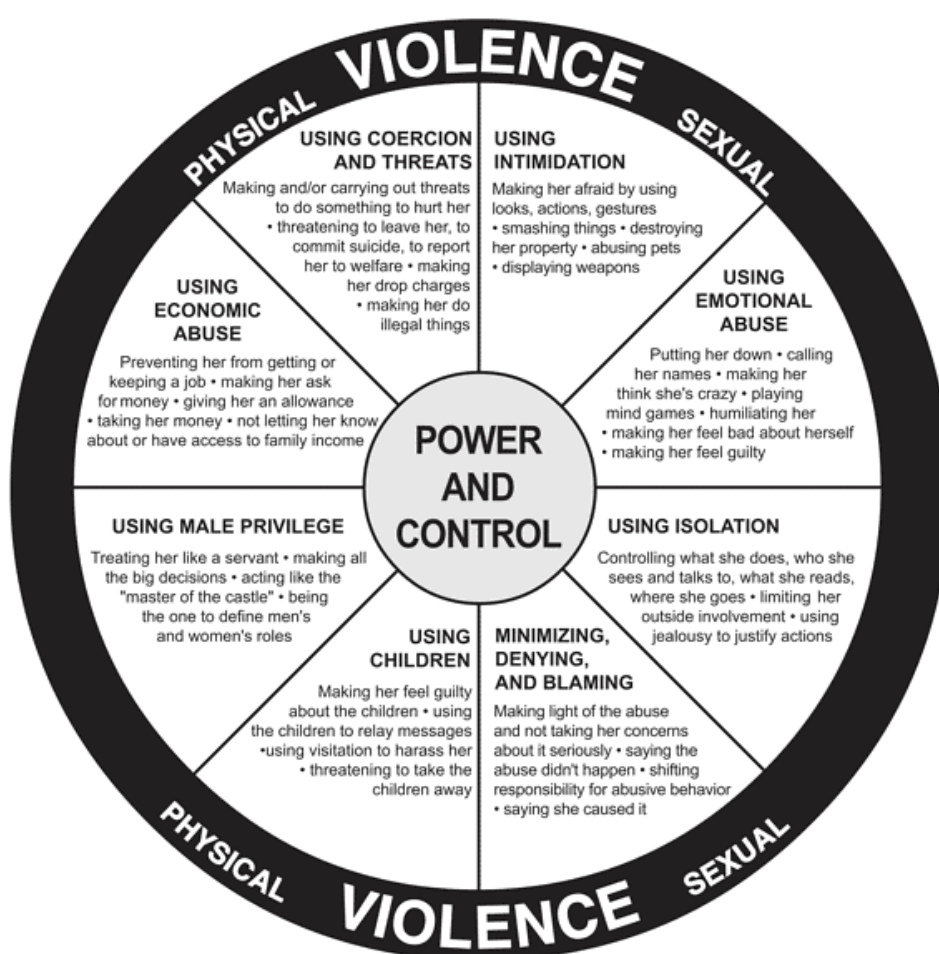 VIOLENCE
PHYSICAL
SEXUAL
USING COERCION
AND THREATS
Making and/or carrying out threats
to do something to hurt her
• threatening to leave her, to
commit suicide, to report
her to welfare • making
her drop charges
• making her do
illegal things
USING
INTIMIDATION
Making her afraid by using
looks, actions, gestures
• smashing things • destroying
her property • abusing pets
• displaying weapons
USING
EMOTIONAL
ABUSE
Putting her down • calling
her names • making her
think she's crazy • playing
mind games • humiliating her
• making her feel bad about herself
• making her feel guilty
USING ISOLATION
Controlling what she does, who she
sees and talks to, what she reads,
where she goes • limiting her
outside involvement • using
jealousy to justify actions
MINIMIZING,
DENYING,
AND BLAMING
Making light of the abuse
and not taking her concerns
about it seriously • saying the
abuse didn't happen • shifting
responsibility for abusive behavior
• saying she caused it
USING
CHILDREN
Making her feel guilty
about the children • using
the children to relay messages
•using visitation to harass her
• threatening to take the
children away
USING MALE PRIVILEGE
Treating her like a servant • making all
the big decisions • acting like the
"master of the castle" • being
the one to define men's
and women's roles
USING
ECONOMIC
ABUSE
Preventing her from getting or
keeping a job • making her ask
for money • giving her an allowance
• taking her money • not letting her know
about or have access to family income
POWER
AND
CONTROL
PHYSICAL
VIOLENCE
SEXUAL